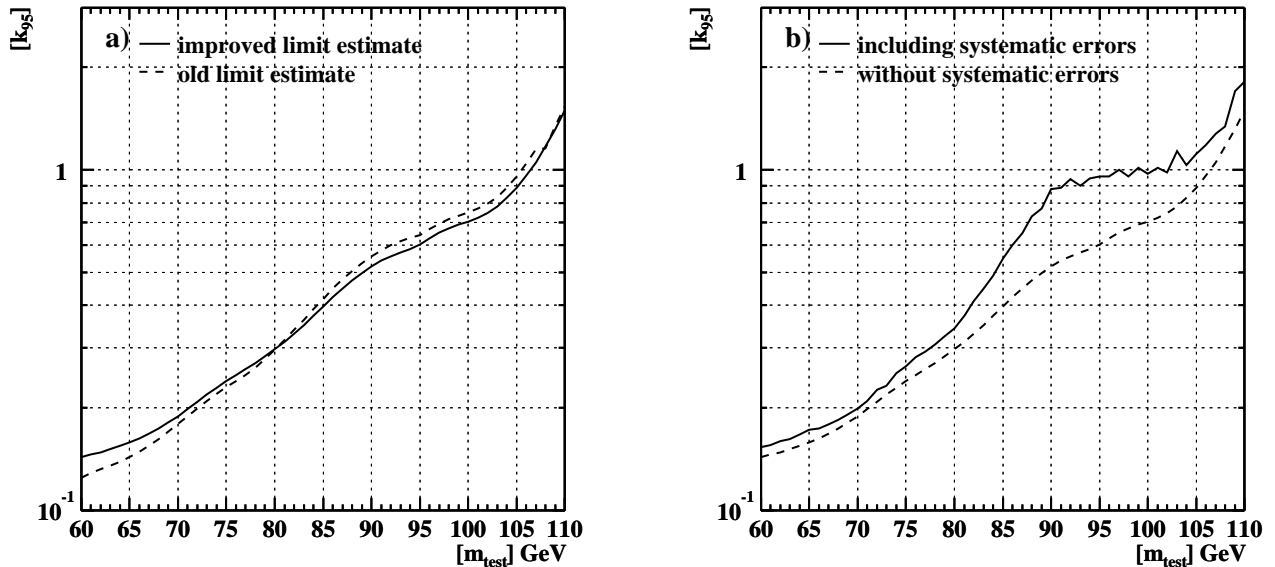 [k95]
a)
improved limit estimate
old limit estimate
1
10-1
60 65 70 75 80 85 90 95 100 105 110
[mtest] GeV
[k95]
b)
including systematic errors
without systematic errors
1
10-1
60 65 70 75 80 85 90 95 100 105 110
[mtest] GeV